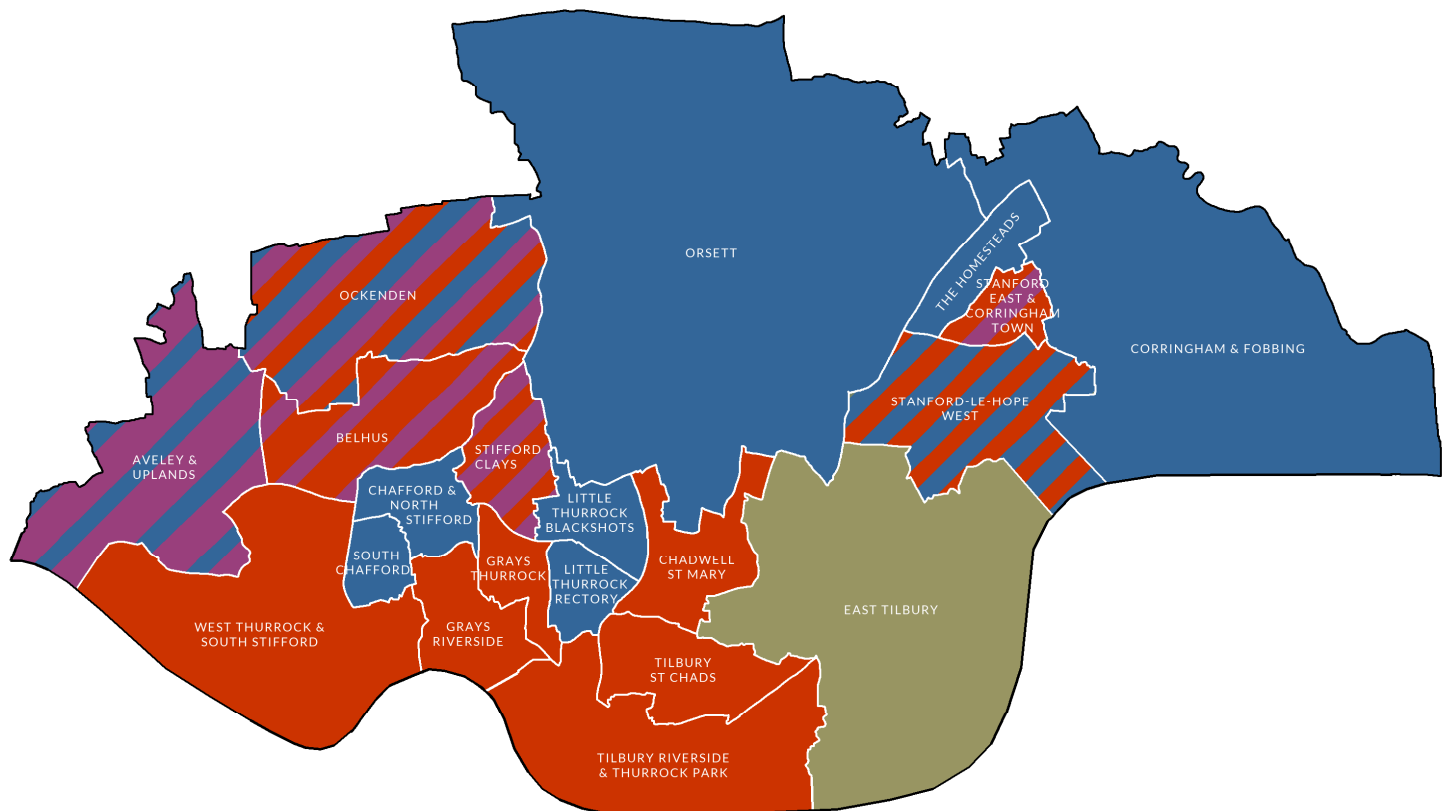 ORSETT
THE HOMESTEADS
STANFORD
EAST &
CORRINGHAM
TOWN
OCKENDEN
CORRINGHAM & FOBBING
STANFORD-LE-HOPE
WEST
BELHUS
STIFFORD
CLAYS
AVELEY &
UPLANDS
CHAFFORD &
NORTH
STIFFORD
LITTLE
THURROCK
BLACKSHOTS
SOUTH
CHAFFORD
GRAYS
THURROCK
LITTLE
THURROCK
RECTORY
CHADWELL
ST MARY
EAST TILBURY
WEST THURROCK &
SOUTH STIFFORD
GRAYS
RIVERSIDE
TILBURY
ST CHADS
TILBURY RIVERSIDE
& THURROCK PARK